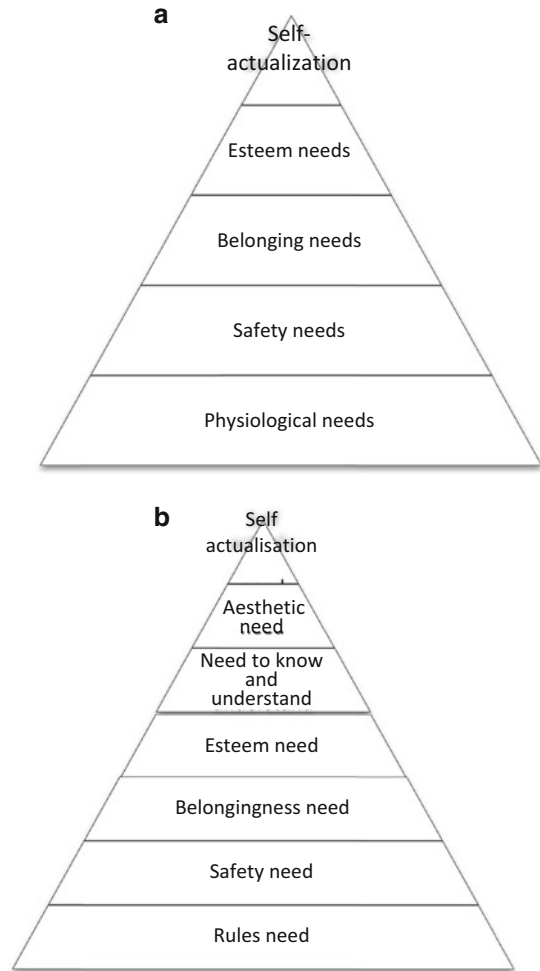 a
Self-
actualization
Esteem needs
Belonging needs
Safety needs
Physiological needs
b
Self
actualisation
Aesthetic
need
Need to know
and
understand
Esteem need
Belongingness need
Safety need
Rules need